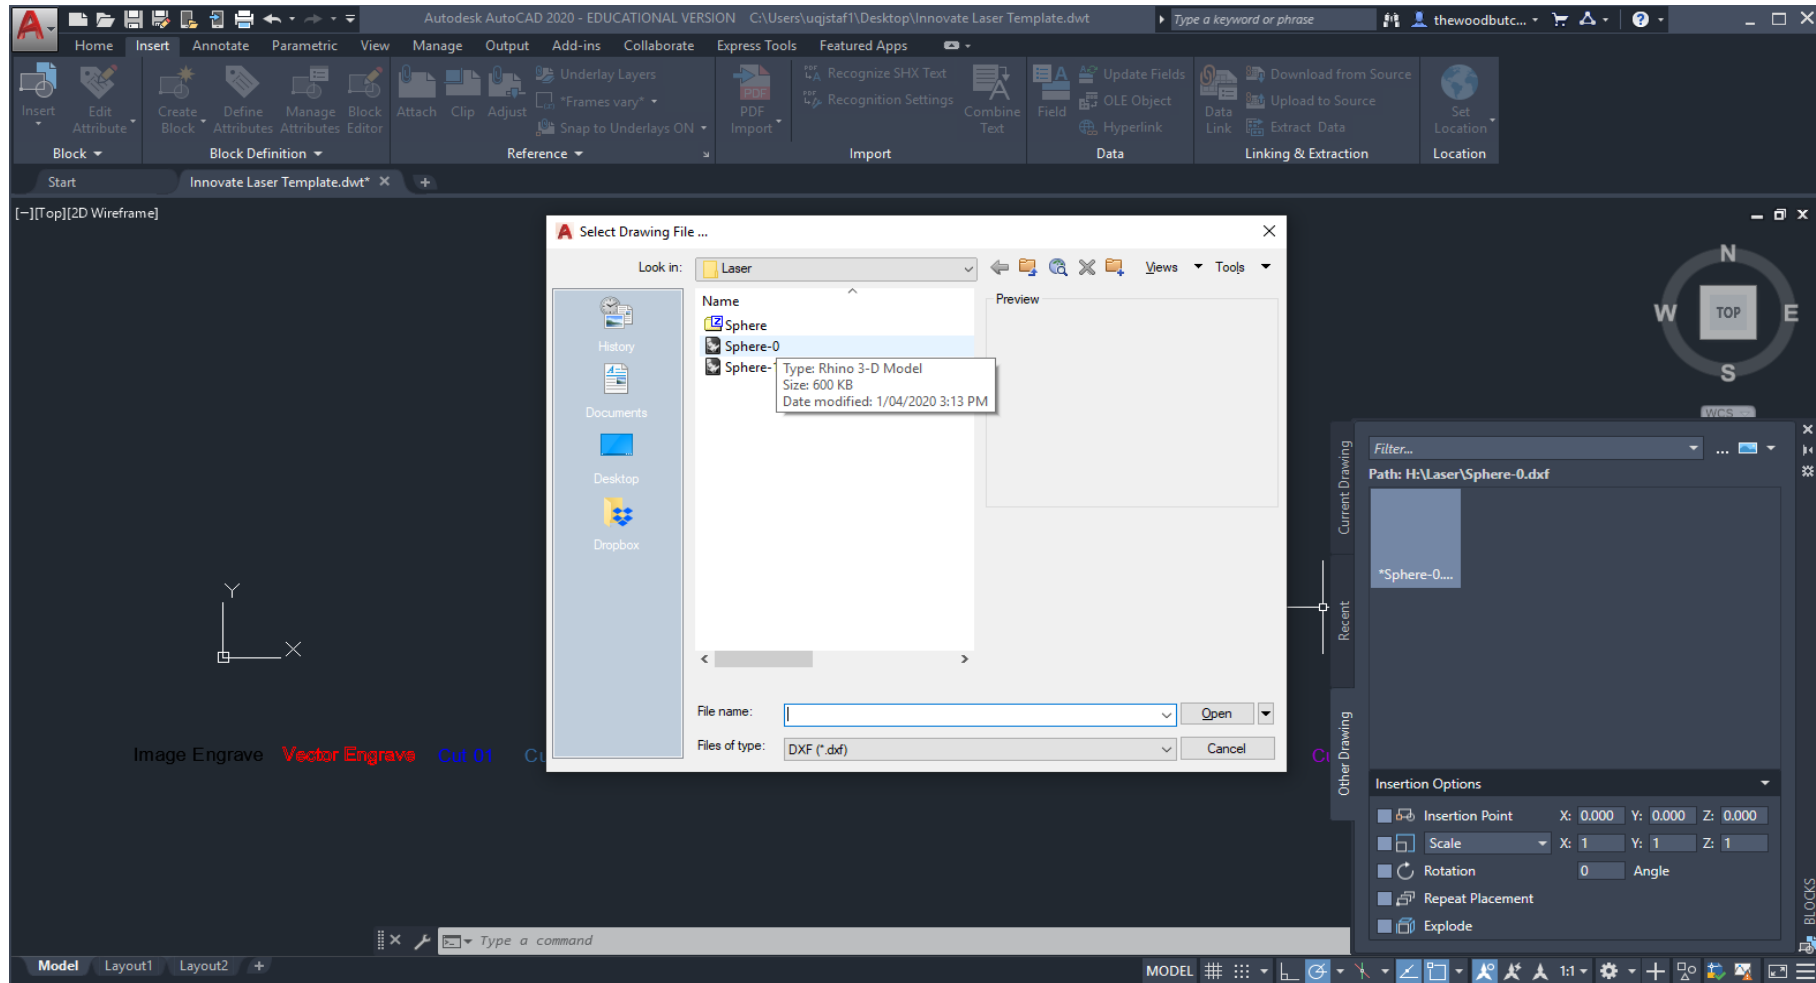 Autodesk AutoCAD 2020 - EDUCATIONAL VERSION C:\Users\uqjstaf1\Desktop\Innovate Laser Template.dwt
Type a keyword or phrase
thewoodbutc...
Home Insert Annotate Parametric View Manage Output Add-ins Collaborate Express Tools Featured Apps
Insert
Edit Attribute
Create Block
Define Attributes
Manage Attributes
Block Editor
Attach
Clip
Adjust
Underlay Layers
*Frames vary*
Snap to Underlays ON
PDF
PDF Import
Recognize SHX Text
Recognition Settings
Combine Text
Field
Update Fields
OLE Object
Hyperlink
Data Link
Download from Source
Upload to Source
Extract Data
Set Location
Block
Block Definition
Reference
Import
Data
Linking & Extraction
Location
Start
Innovate Laser Template.dwt*
[−][Top][2D Wireframe]
Select Drawing File ...
Look in:
Laser
Views
Tools
Name
Preview
Sphere
Sphere-0
Sphere-
Type: Rhino 3-D Model
Size: 600 KB
Date modified: 1/04/2020 3:13 PM
History
Documents
Desktop
Dropbox
File name:
Open
Files of type:
DXF (*.dxf)
Cancel
N
W
TOP
E
S
WCS
Y
X
Image Engrave
Vector Engrave
Cut 01
Cu
Cu
Current Drawing
Recent
Other Drawing
Filter...
Path: H:\Laser\Sphere-0.dxf
*Sphere-0....
Insertion Options
Insertion Point X: 0.000 Y: 0.000 Z: 0.000
Scale X: 1 Y: 1 Z: 1
Rotation 0 Angle
Repeat Placement
Explode
BLOCKS
Type a command
Model Layout1 Layout2
MODEL
1:1